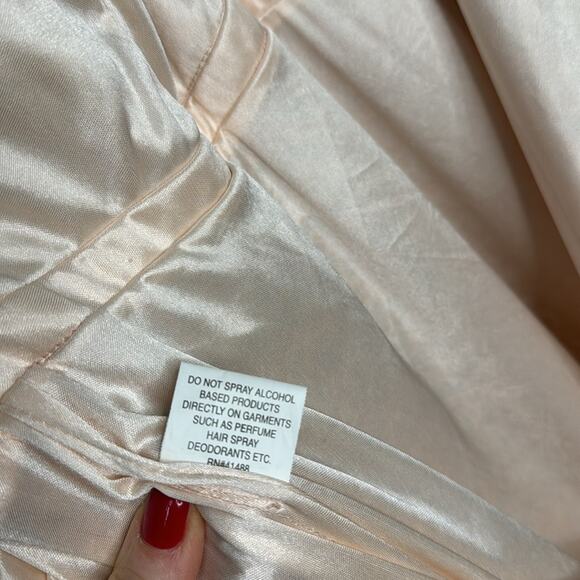 DO NOT SPRAY ALCOHOL
BASED PRODUCTS
DIRECTLY ON GARMENTS
SUCH AS PERFUME
HAIR SPRAY
DEODORANTS ETC.
RN#41488